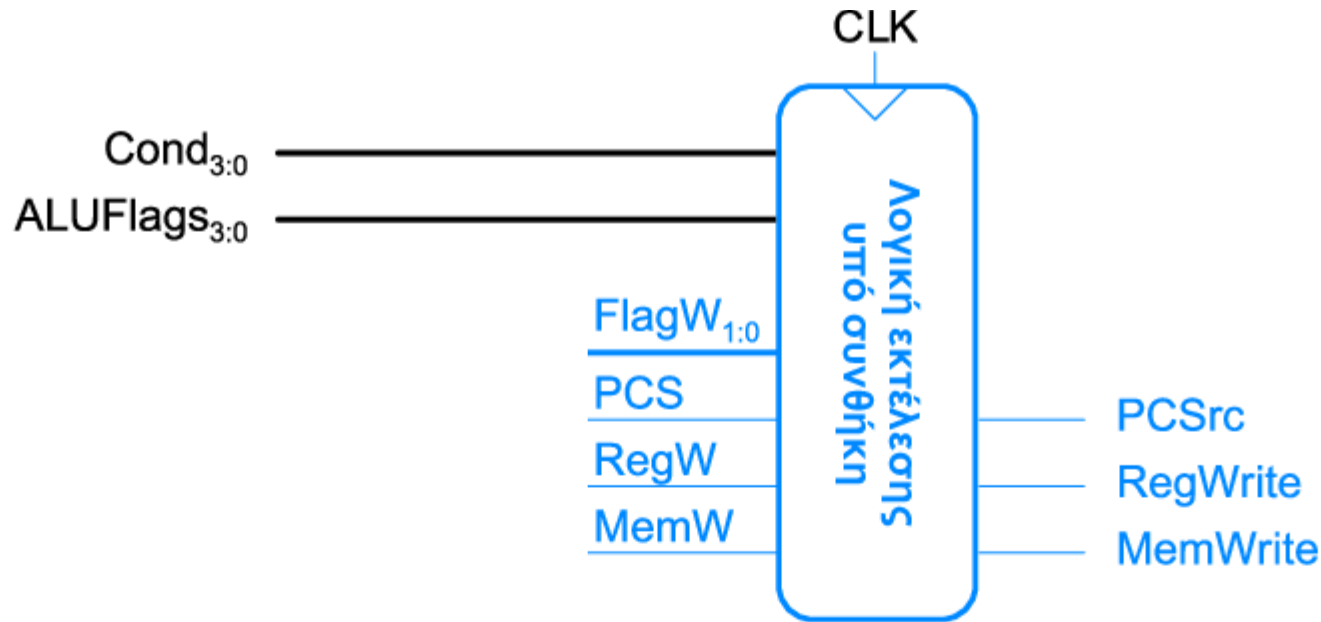 CLK
Cond3:0
ALUFlags3:0
Λογική εκτέλεσης
υπό συνθήκη
FlagW1:0
PCS
RegW
MemW
PCSrc
RegWrite
MemWrite